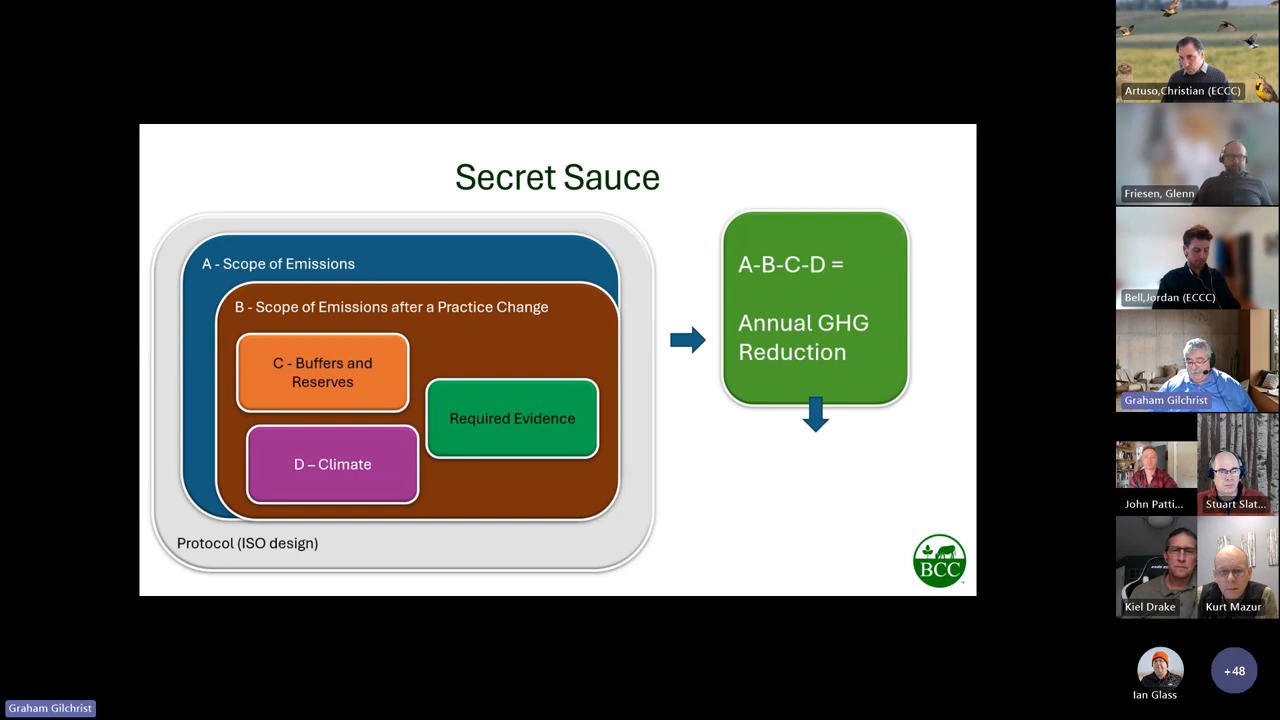 Secret Sauce
A - Scope of Emissions
B - Scope of Emissions after a Practice Change
C - Buffers and
Reserves
Required Evidence
D – Climate
Protocol (ISO design)
A-B-C-D =
Annual GHG
Reduction
BCC
Artuso,Christian (ECCC)
Friesen, Glenn
Bell,Jordan (ECCC)
Graham Gilchrist
John Patti...
Stuart Slat...
Kiel Drake
Kurt Mazur
Ian Glass
+48
Graham Gilchrist